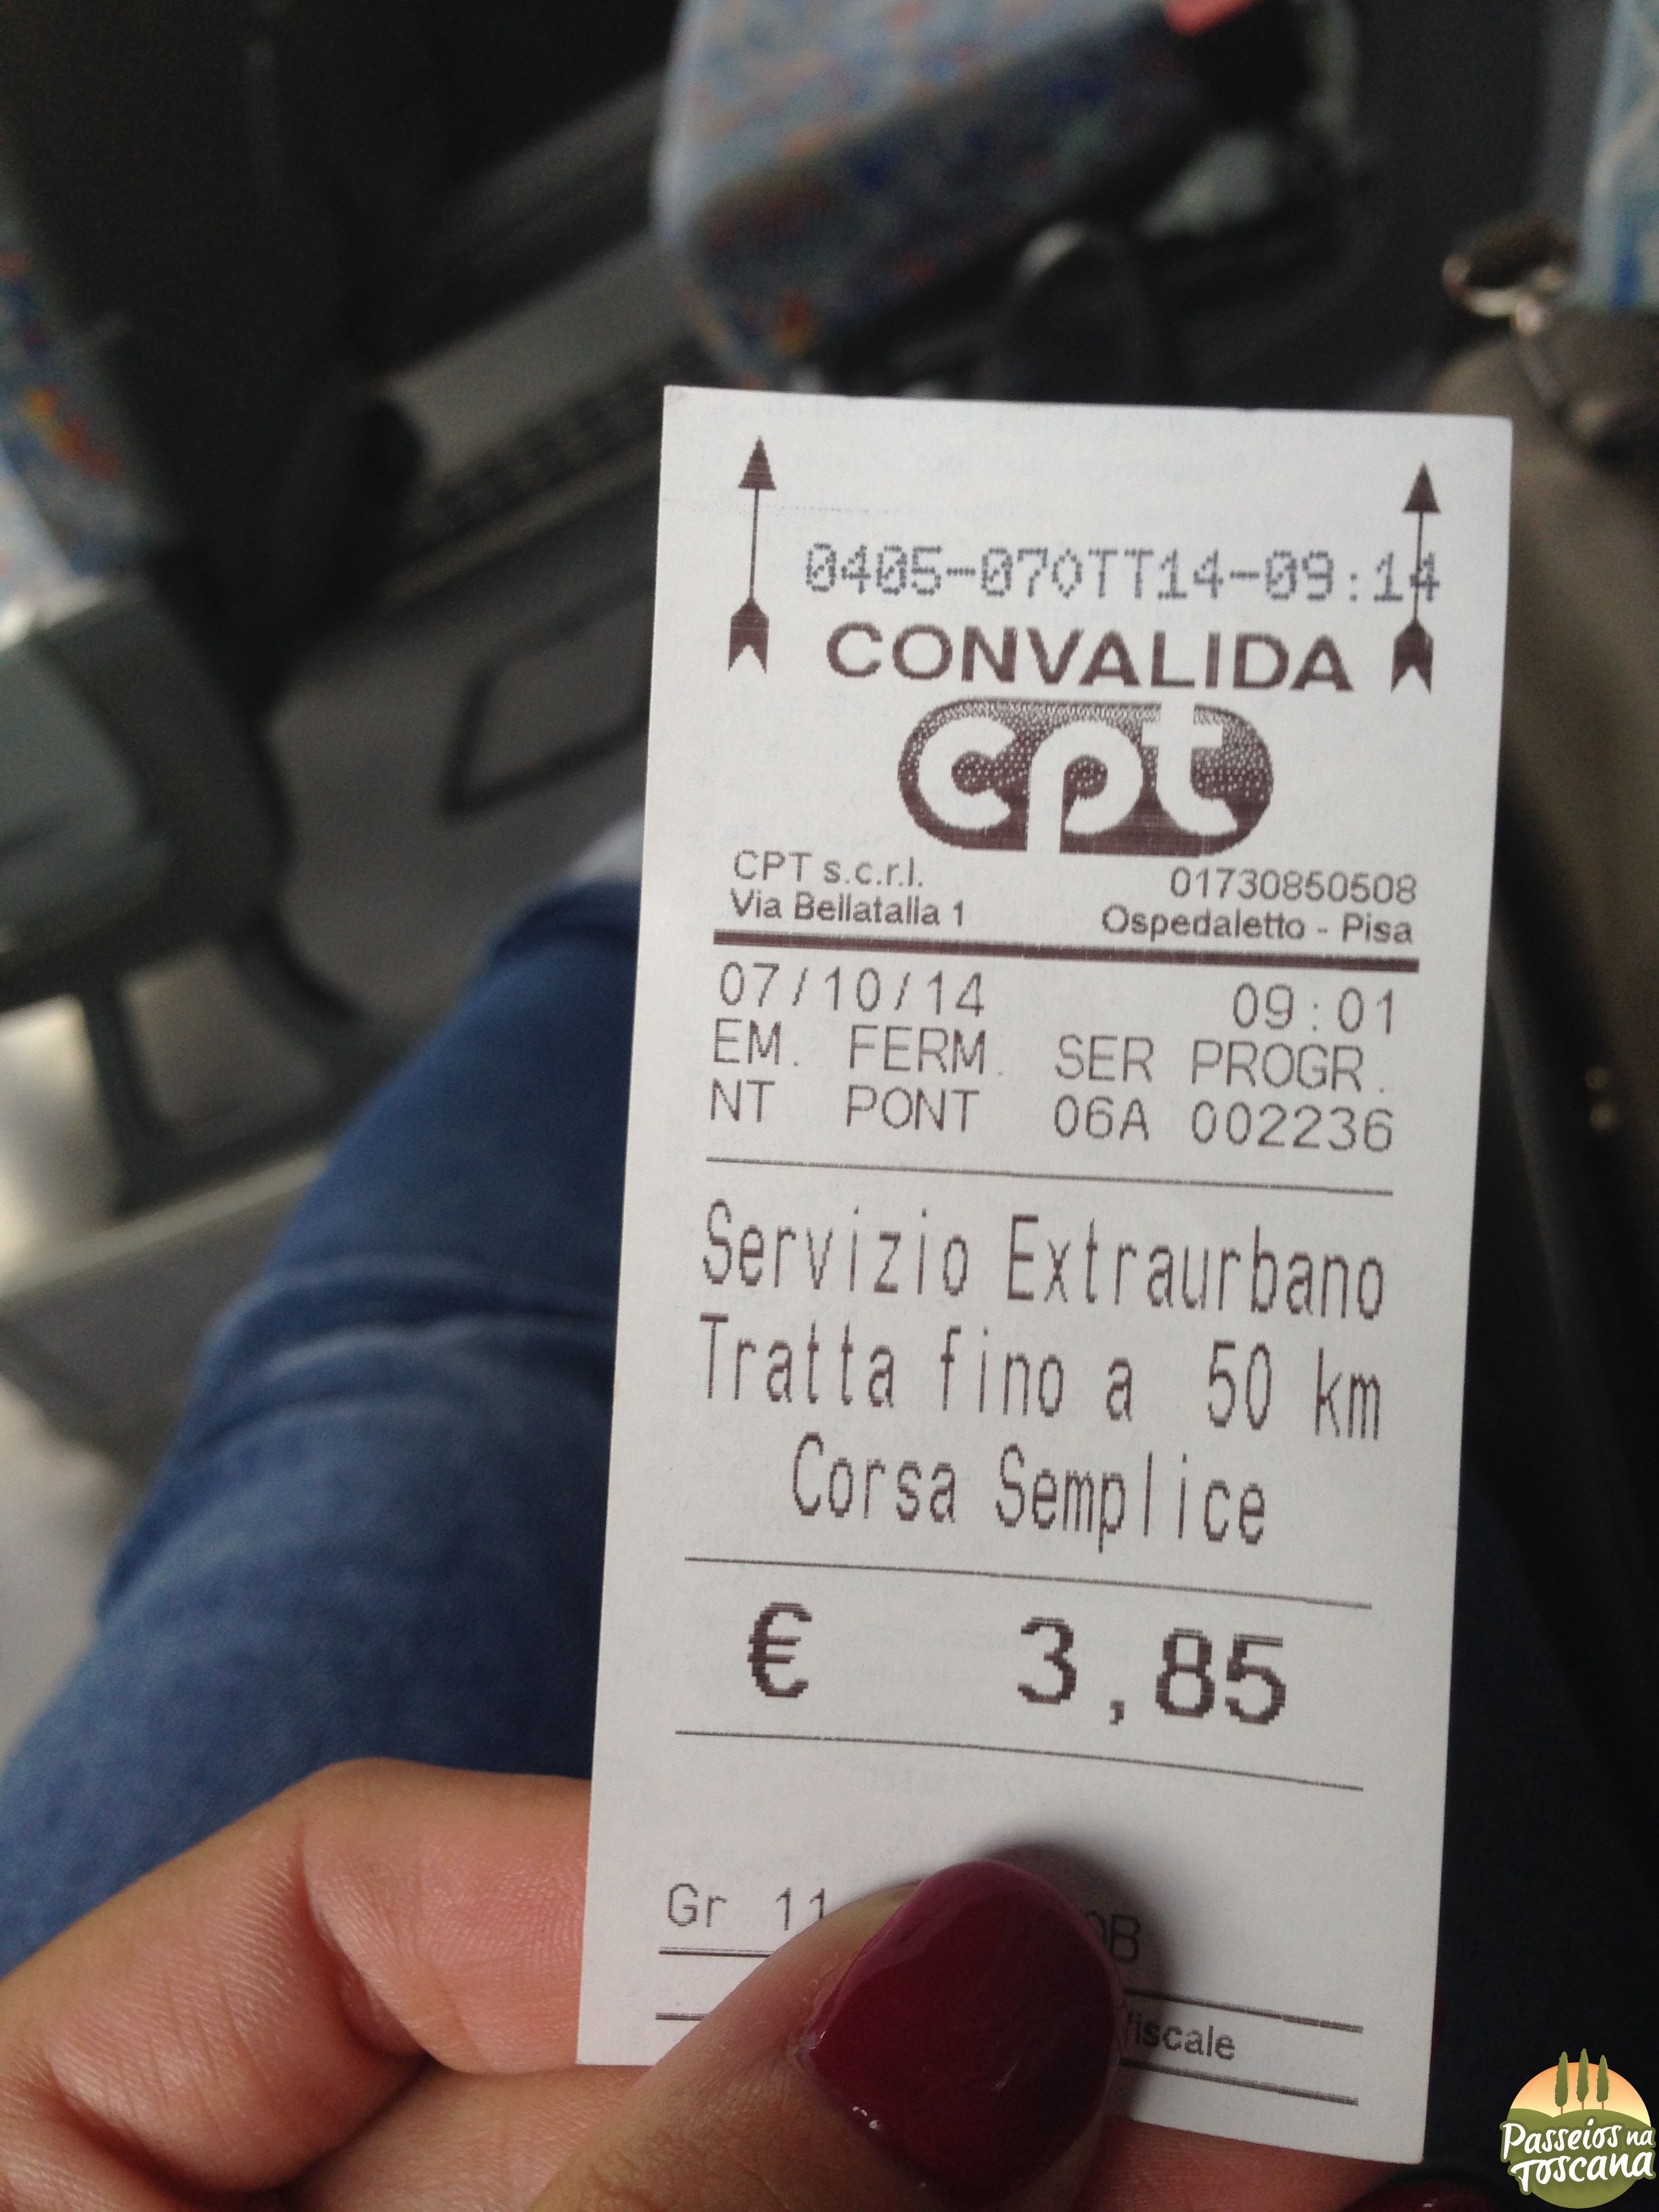 0405-07OTT14-09:14
CONVALIDA
cpt
CPT s.c.r.l. 01730850508
Via Bellatalla 1 Ospedaletto - Pisa
07/10/14 09:01
EM. FERM. SER PROGR.
NT PONT 06A 002236
Servizio Extraurbano
Tratta fino a 50 km
Corsa Semplice
€ 3,85
Gr 11
Passeios na
Toscana